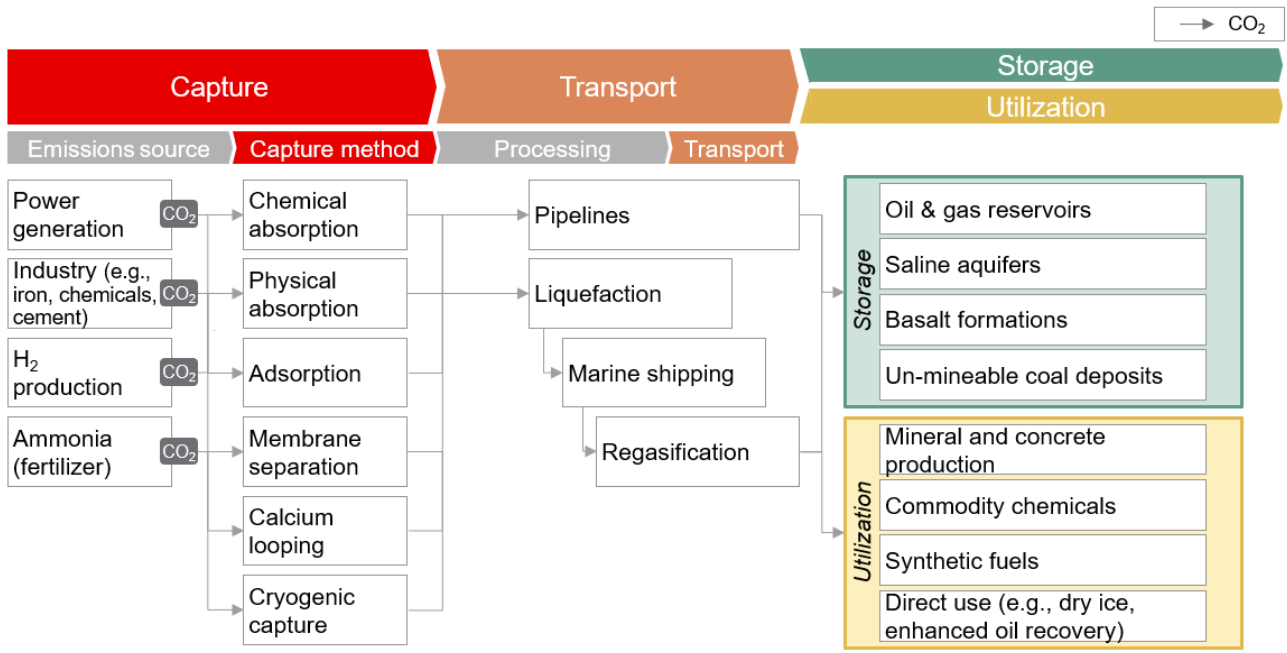 CO₂
Capture
Transport
Storage
Utilization
Emissions source
Capture method
Processing
Transport
Power
generation
CO₂
Industry (e.g.,
iron, chemicals,
cement)
CO₂
H₂
production
CO₂
Ammonia
(fertilizer)
CO₂
Chemical
absorption
Physical
absorption
Adsorption
Membrane
separation
Calcium
looping
Cryogenic
capture
Pipelines
Liquefaction
Marine shipping
Regasification
Storage
Oil & gas reservoirs
Saline aquifers
Basalt formations
Un-mineable coal deposits
Utilization
Mineral and concrete
production
Commodity chemicals
Synthetic fuels
Direct use (e.g., dry ice,
enhanced oil recovery)